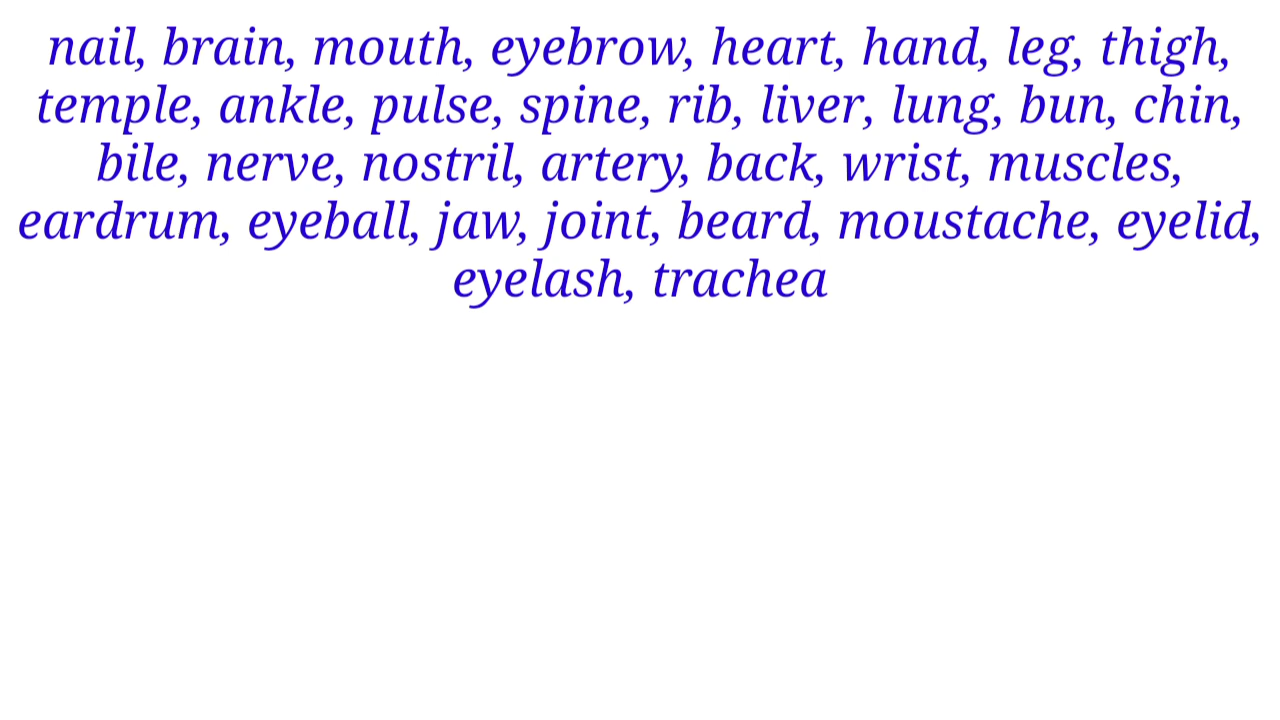 nail, brain, mouth, eyebrow, heart, hand, leg, thigh,
temple, ankle, pulse, spine, rib, liver, lung, bun, chin,
bile, nerve, nostril, artery, back, wrist, muscles,
eardrum, eyeball, jaw, joint, beard, moustache, eyelid,
eyelash, trachea